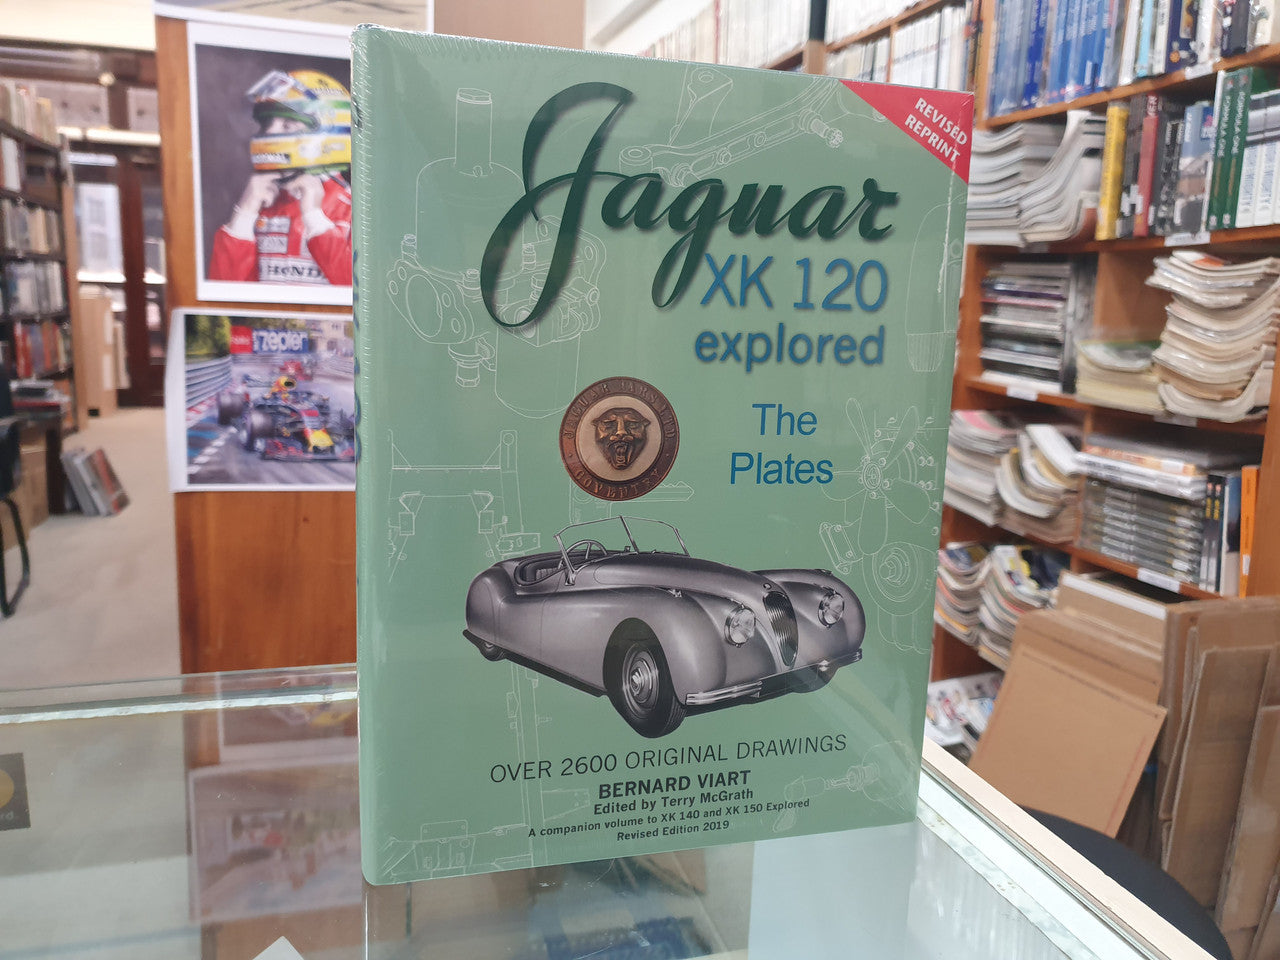 REVISED
REPRINT
Jaguar
XK 120
explored
JAGUAR CARS LTD
COVENTRY
The
Plates
OVER 2600 ORIGINAL DRAWINGS
BERNARD VIART
Edited by Terry McGrath
A companion volume to XK 140 and XK 150 Explored
Revised Edition 2019
HONDA
zepter